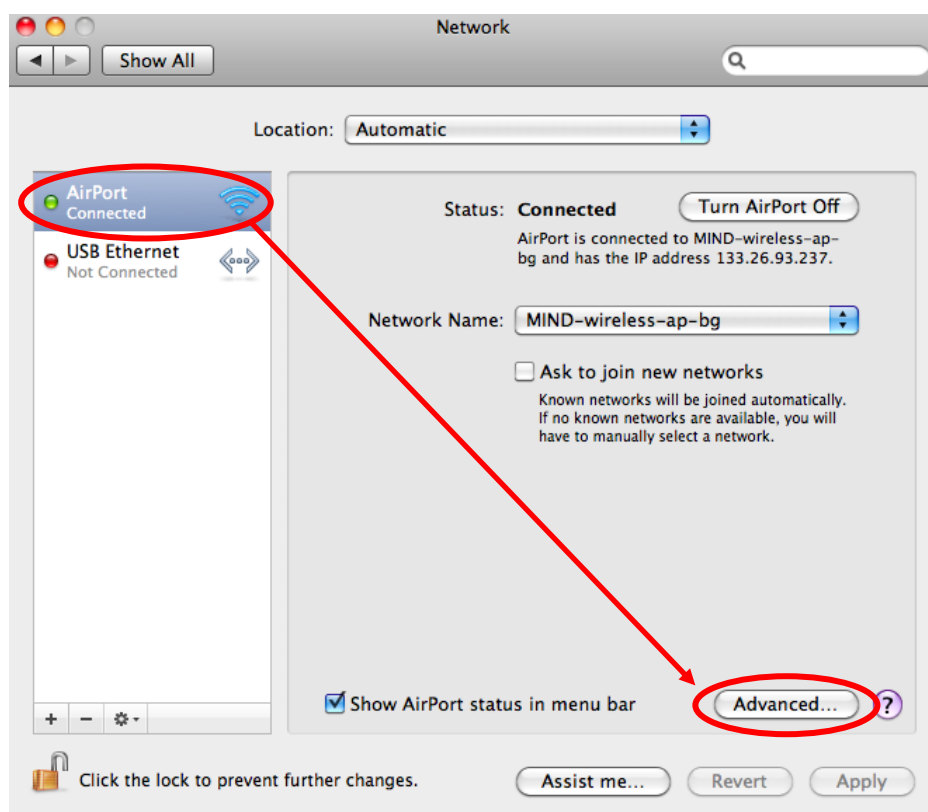 Network
Show All
Location: Automatic
AirPort
Connected
USB Ethernet
Not Connected
Status: Connected Turn AirPort Off
AirPort is connected to MIND-wireless-ap-
bg and has the IP address 133.26.93.237.
Network Name: MIND-wireless-ap-bg
Ask to join new networks
Known networks will be joined automatically.
If no known networks are available, you will
have to manually select a network.
Show AirPort status in menu bar Advanced... ?
+ -
Click the lock to prevent further changes. Assist me... Revert Apply